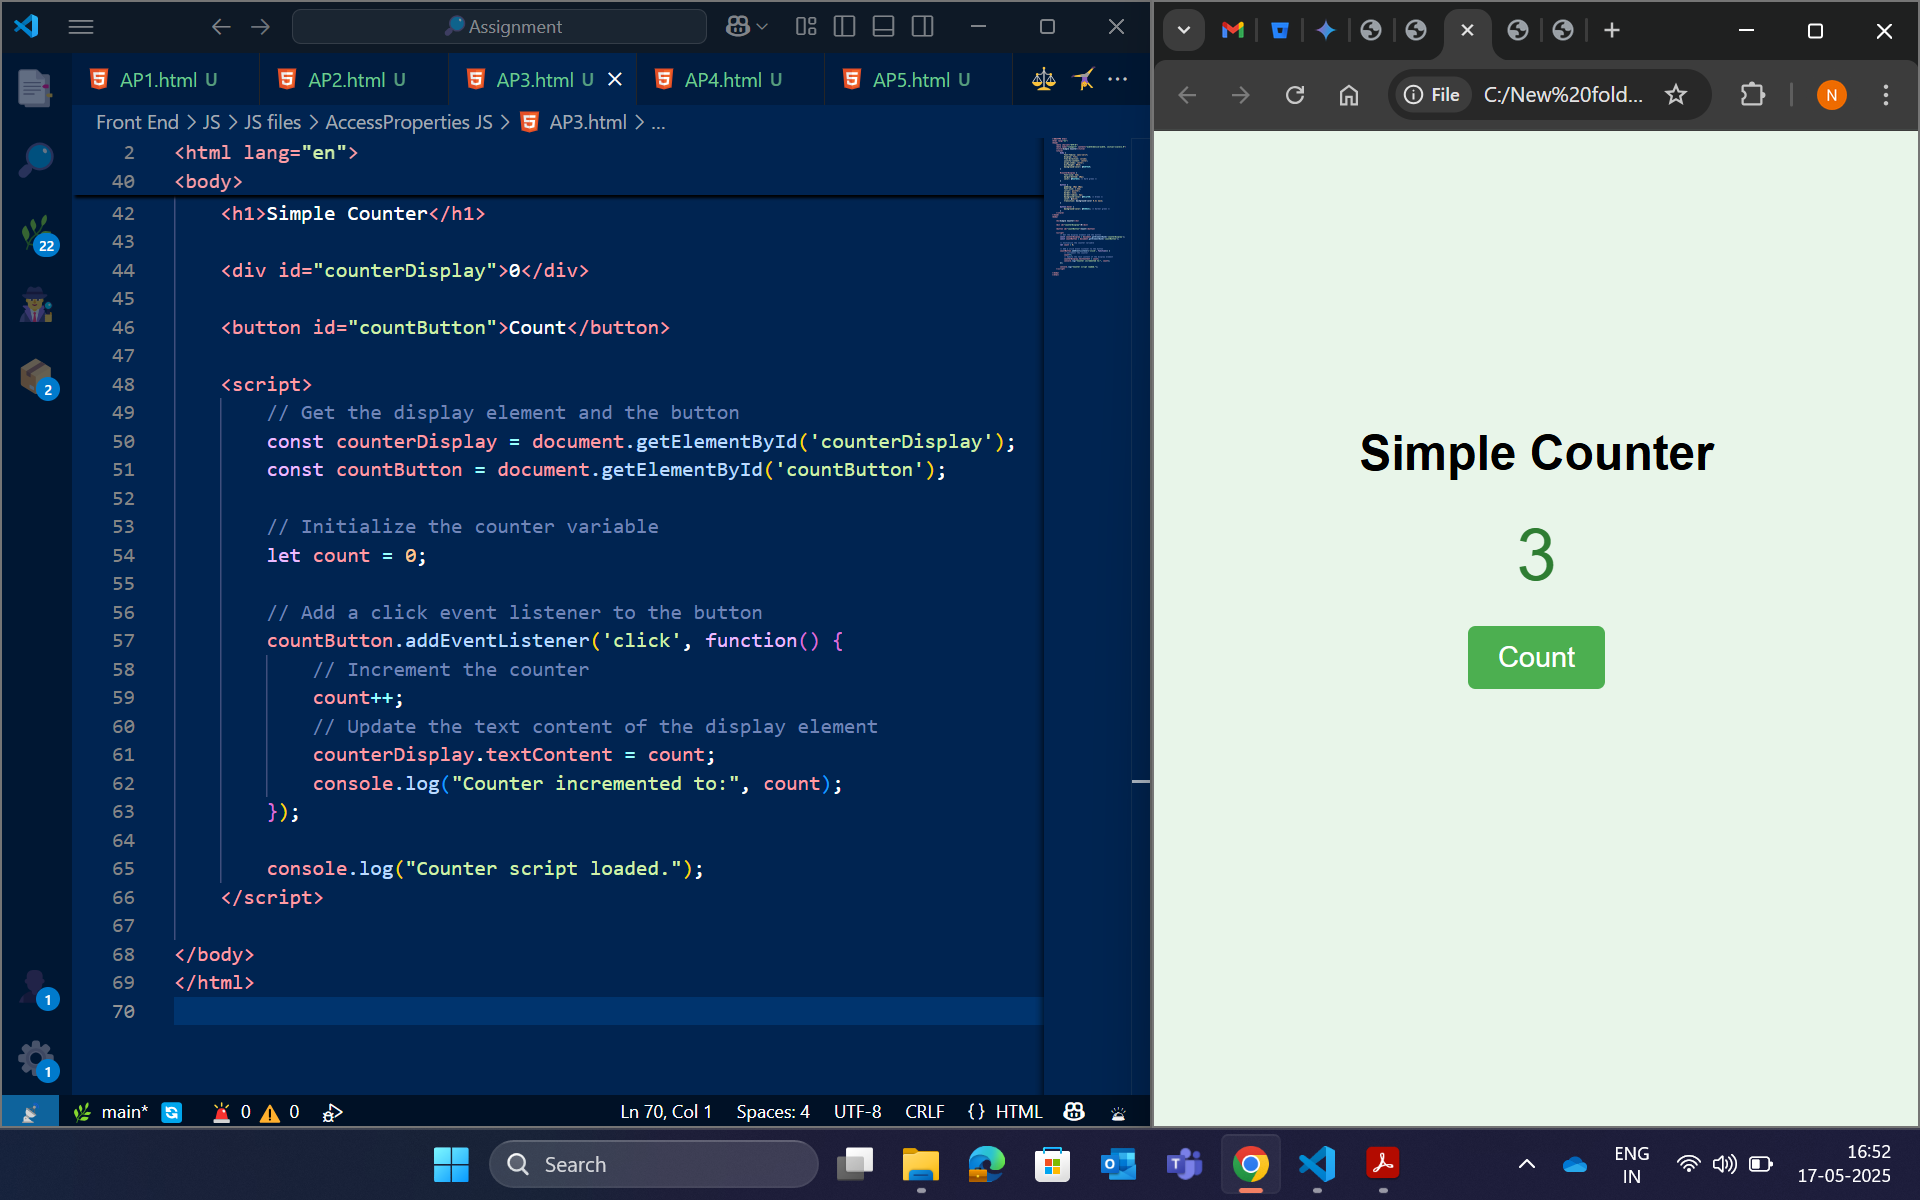 Assignment
AP1.html U
AP2.html U
AP3.html U
AP4.html U
AP5.html U
Front End > JS > JS files > AccessProperties JS > AP3.html > ...
2 <html lang="en">
40 <body>
42 <h1>Simple Counter</h1>
43
44 <div id="counterDisplay">0</div>
45
46 <button id="countButton">Count</button>
47
48 <script>
49 // Get the display element and the button
50 const counterDisplay = document.getElementById('counterDisplay');
51 const countButton = document.getElementById('countButton');
52
53 // Initialize the counter variable
54 let count = 0;
55
56 // Add a click event listener to the button
57 countButton.addEventListener('click', function() {
58 // Increment the counter
59 count++;
60 // Update the text content of the display element
61 counterDisplay.textContent = count;
62 console.log("Counter incremented to:", count);
63 });
64
65 console.log("Counter script loaded.");
66 </script>
67
68 </body>
69 </html>
70
22
2
1
1
main* 0 0 Ln 70, Col 1 Spaces: 4 UTF-8 CRLF {} HTML
File C:/New%20fold... N
Simple Counter
3
Count
Search
ENG
IN
16:52
17-05-2025